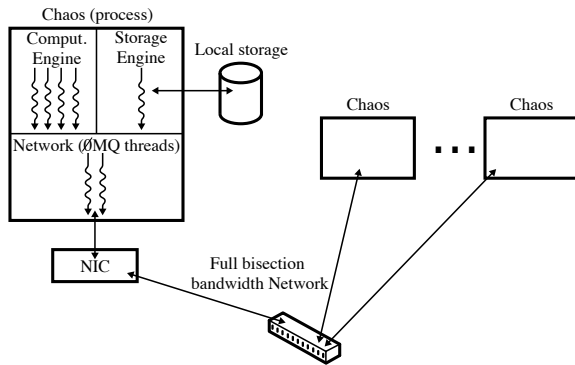 Chaos (process)
Comput.
Engine
Storage
Engine
Local storage
Network (ØMQ threads)
NIC
Full bisection
bandwidth Network
Chaos
...
Chaos